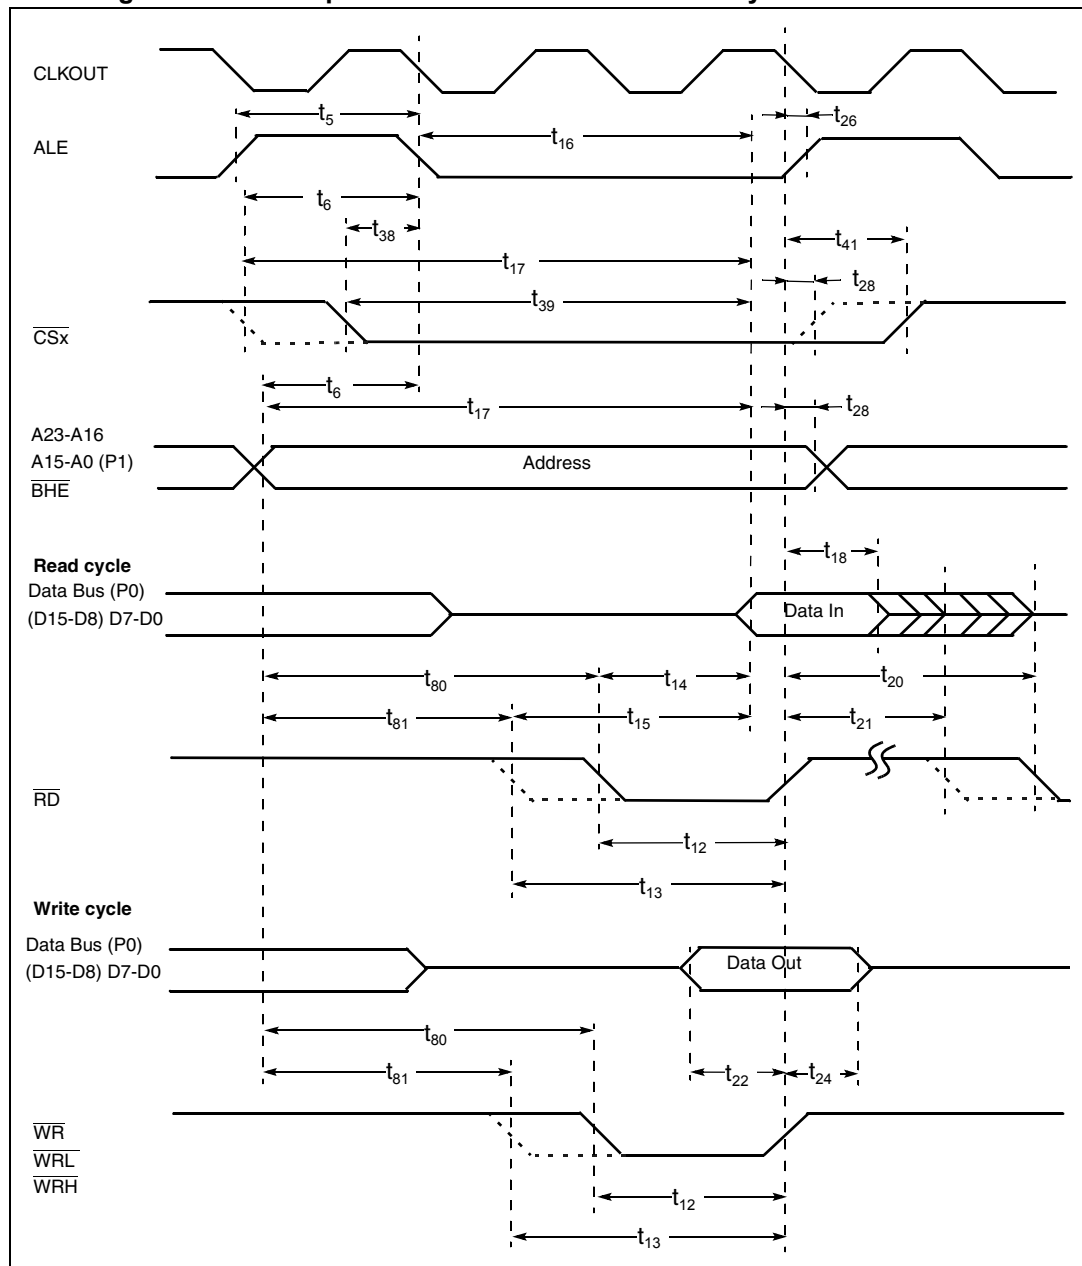 CLKOUT
t5
t26
t16
ALE
t6
t38
t41
t17
t28
t39
CSx
t6
t17
t28
A23-A16
A15-A0 (P1)
Address
BHE
t18
Read cycle
Data Bus (P0)
(D15-D8) D7-D0
Data In
t80
t14
t20
t81
t15
t21
RD
t12
t13
Write cycle
Data Bus (P0)
(D15-D8) D7-D0
Data Out
t80
t81
t22
t24
WR
WRL
WRH
t12
t13